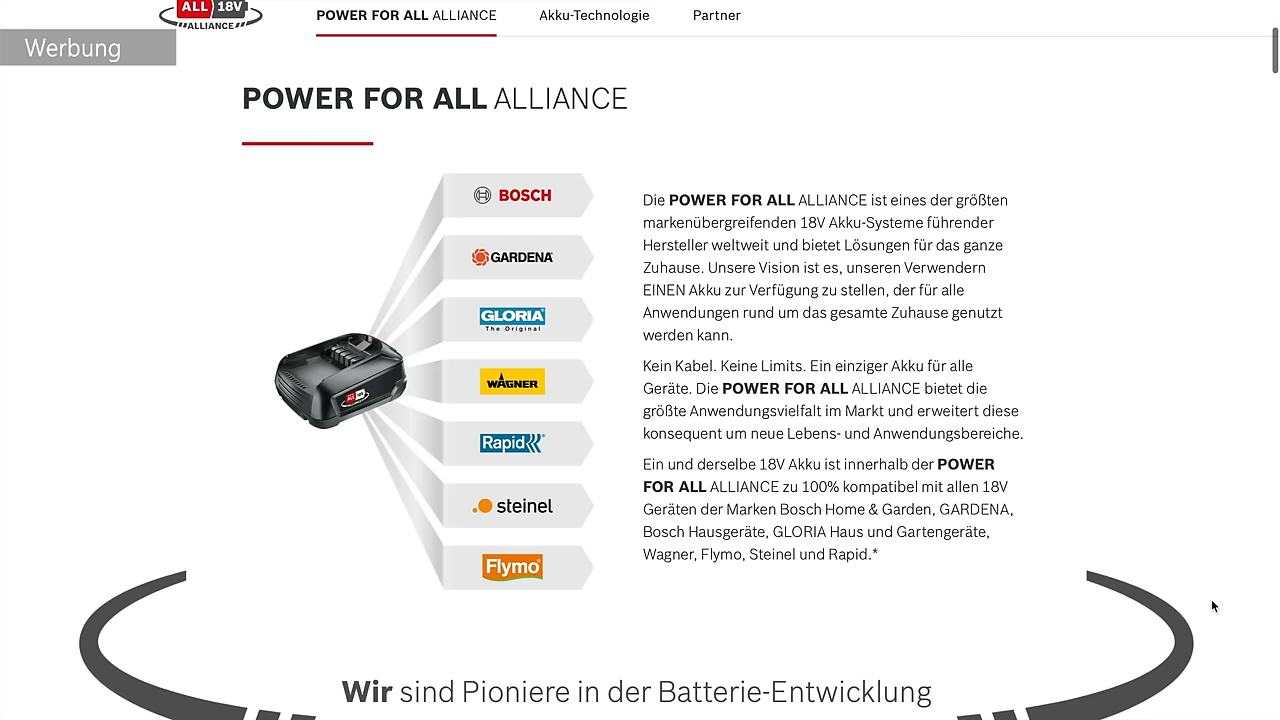 ALL 18V
ALLIANCE
POWER FOR ALL ALLIANCE
Akku-Technologie
Partner
Werbung
POWER FOR ALL ALLIANCE
BOSCH
GARDENA
GLORIA
The Original
WAGNER
Rapid
steinel
Flymo
Die POWER FOR ALL ALLIANCE ist eines der größten
markenübergreifenden 18V Akku-Systeme führender
Hersteller weltweit und bietet Lösungen für das ganze
Zuhause. Unsere Vision ist es, unseren Verwendern
EINEN Akku zur Verfügung zu stellen, der für alle
Anwendungen rund um das gesamte Zuhause genutzt
werden kann.
Kein Kabel. Keine Limits. Ein einziger Akku für alle
Geräte. Die POWER FOR ALL ALLIANCE bietet die
größte Anwendungsvielfalt im Markt und erweitert diese
konsequent um neue Lebens- und Anwendungsbereiche.
Ein und derselbe 18V Akku ist innerhalb der POWER
FOR ALL ALLIANCE zu 100% kompatibel mit allen 18V
Geräten der Marken Bosch Home & Garden, GARDENA,
Bosch Hausgeräte, GLORIA Haus und Gartengeräte,
Wagner, Flymo, Steinel und Rapid.*
Wir sind Pioniere in der Batterie-Entwicklung